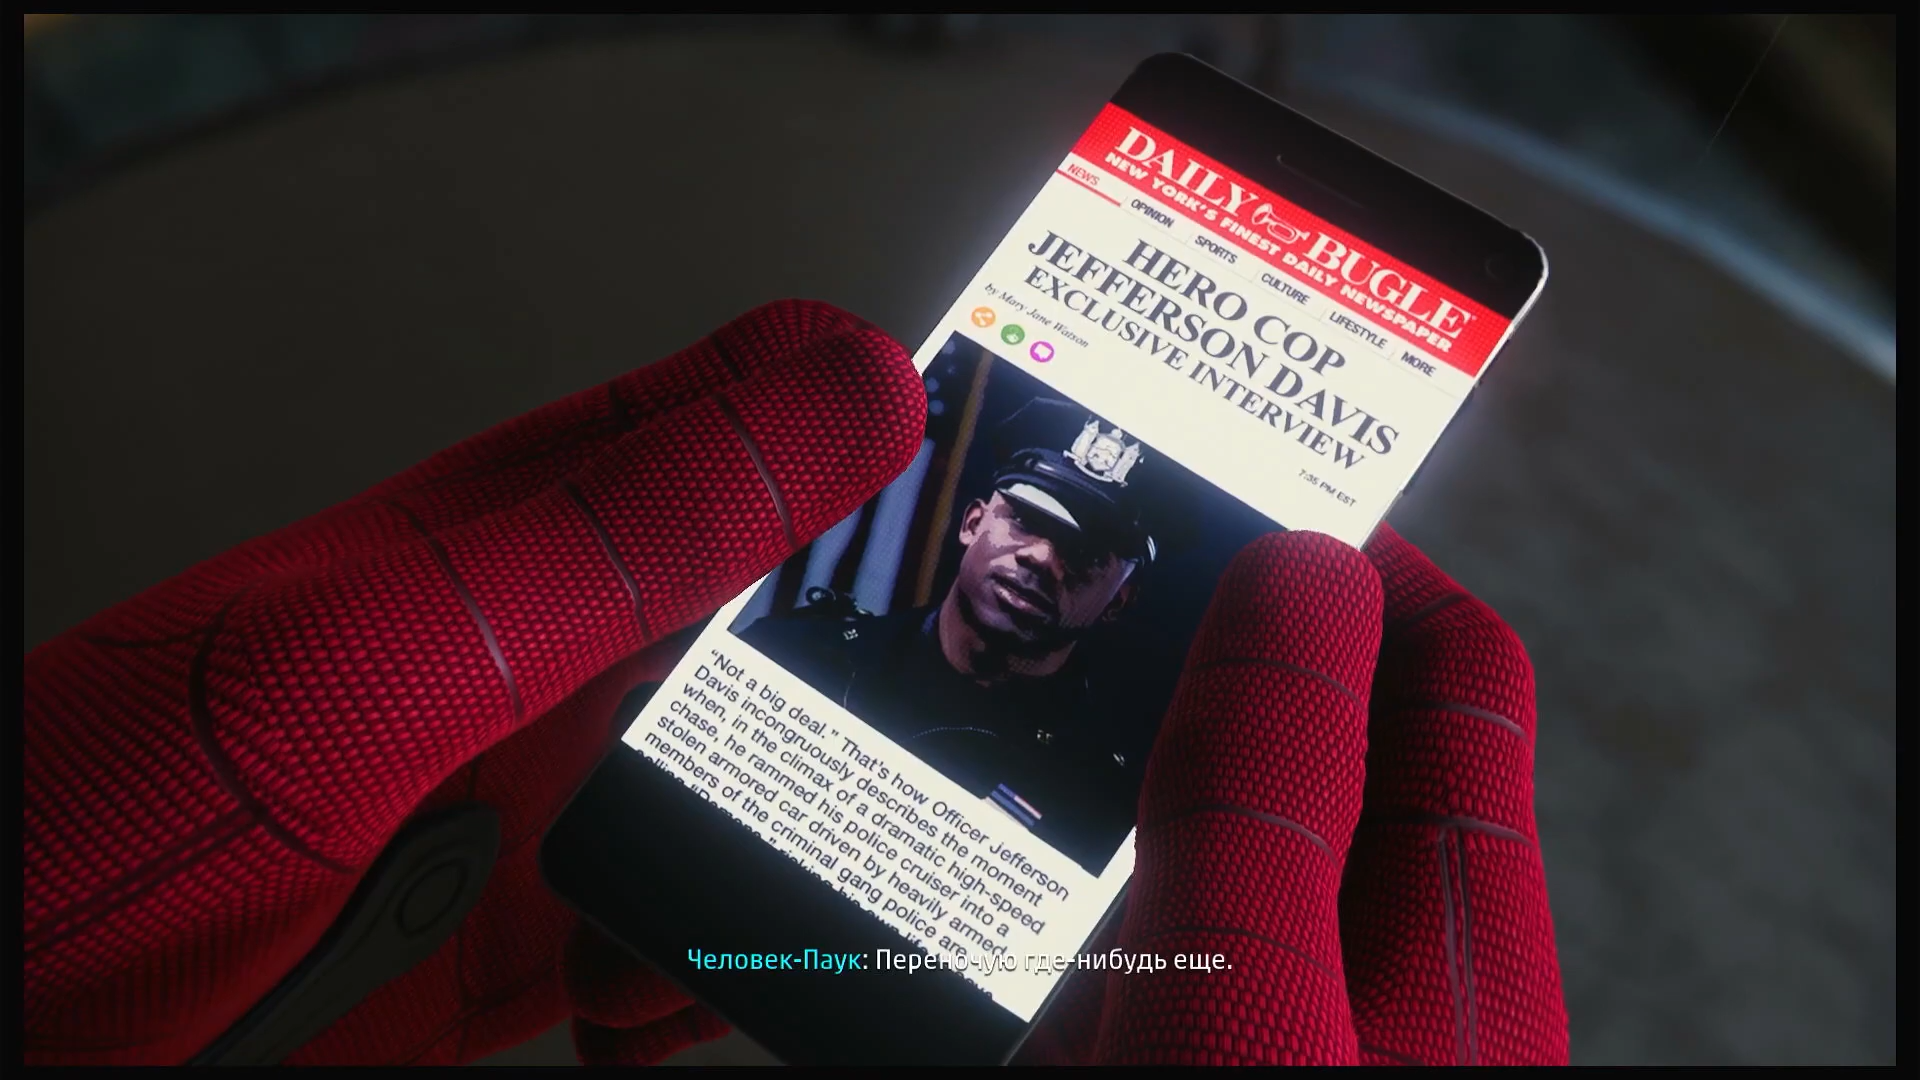 DAILY BUGLE
NEW YORK'S FINEST DAILY NEWSPAPER
NEWS OPINION SPORTS CULTURE LIFESTYLE MORE
HERO COP
JEFFERSON DAVIS
EXCLUSIVE INTERVIEW
by Mary Jane Watson
7:35 PM EST
“Not a big deal.” That's how Officer Jefferson
Davis incongruously describes the moment
when, in the climax of a dramatic high-speed
chase, he rammed his police cruiser into a
stolen armored car driven by heavily armed
members of the criminal gang police are
Человек-Паук: Переночую где-нибудь еще.